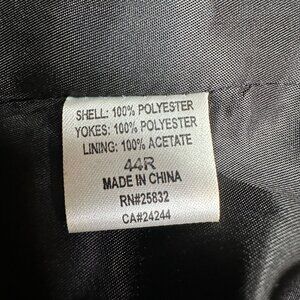 SHELL: 100% POLYESTER
YOKES: 100% POLYESTER
LINING: 100% ACETATE
44R
MADE IN CHINA
RN#25832
CA#24244